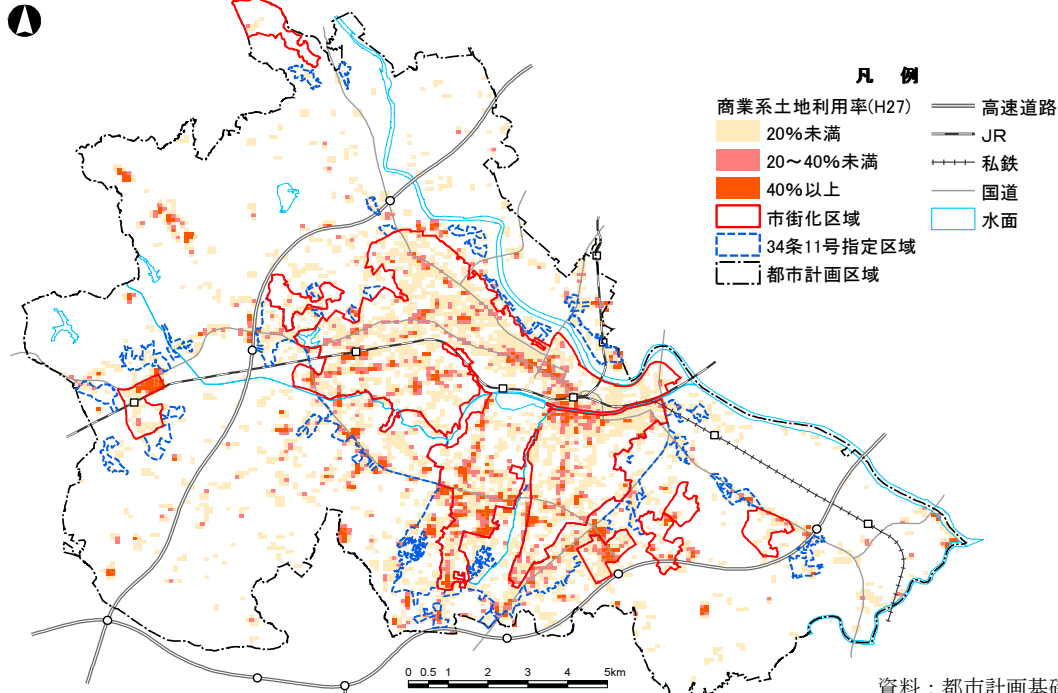 凡 例
商業系土地利用率(H27)
20%未満
20～40%未満
40%以上
市街化区域
34条11号指定区域
都市計画区域
高速道路
JR
私鉄
国道
水面
0 0.5 1 2 3 4 5km
資料：都市計画基礎